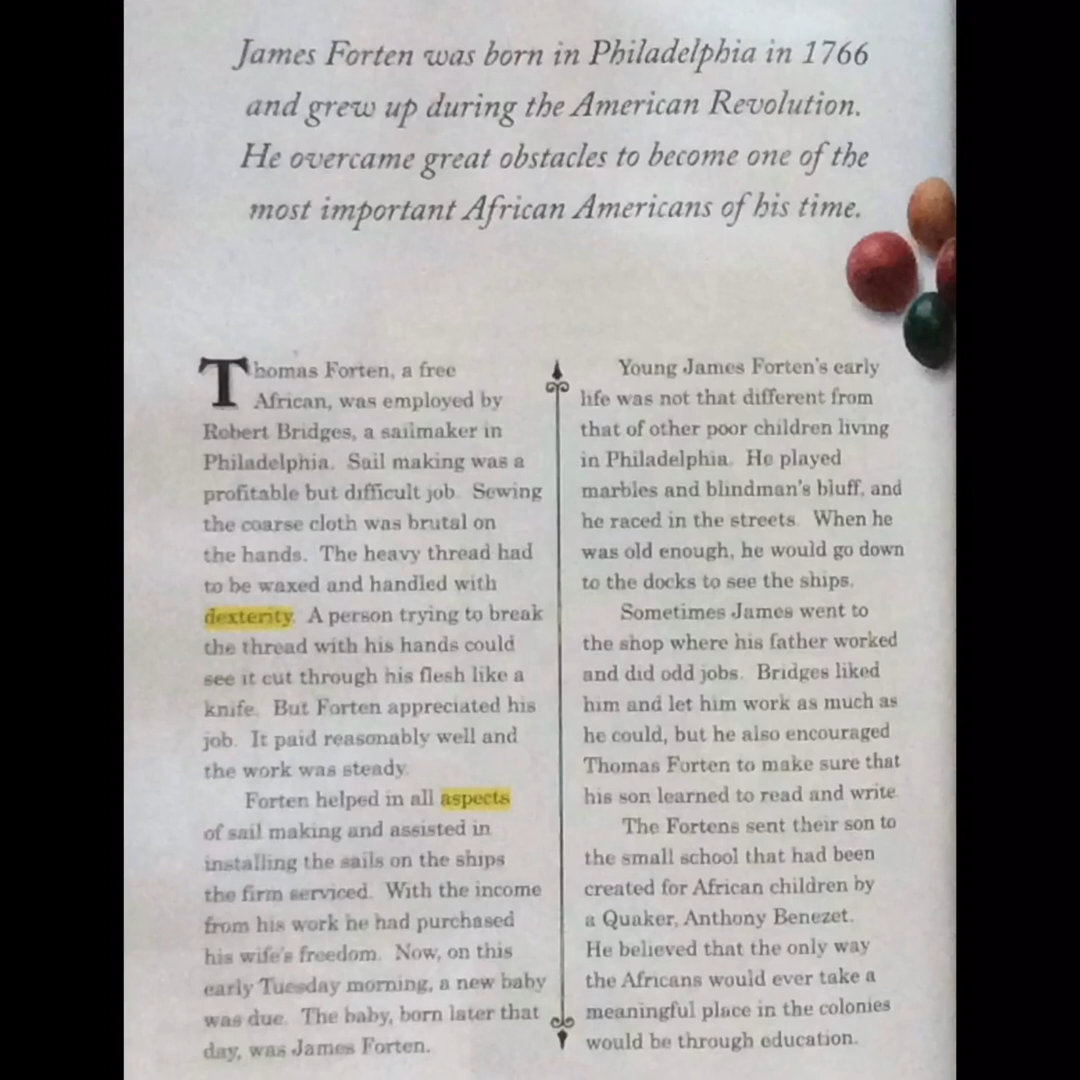 James Forten was born in Philadelphia in 1766
and grew up during the American Revolution.
He overcame great obstacles to become one of the
most important African Americans of his time.
Thomas Forten, a free
African, was employed by
Robert Bridges, a sailmaker in
Philadelphia. Sail making was a
profitable but difficult job. Sewing
the coarse cloth was brutal on
the hands. The heavy thread had
to be waxed and handled with
dexterity. A person trying to break
the thread with his hands could
see it cut through his flesh like a
knife. But Forten appreciated his
job. It paid reasonably well and
the work was steady.
Forten helped in all aspects
of sail making and assisted in
installing the sails on the ships
the firm serviced. With the income
from his work he had purchased
his wife's freedom. Now, on this
early Tuesday morning, a new baby
was due. The baby, born later that
day, was James Forten.
Young James Forten's early
life was not that different from
that of other poor children living
in Philadelphia. He played
marbles and blindman's bluff, and
he raced in the streets. When he
was old enough, he would go down
to the docks to see the ships.
Sometimes James went to
the shop where his father worked
and did odd jobs. Bridges liked
him and let him work as much as
he could, but he also encouraged
Thomas Forten to make sure that
his son learned to read and write.
The Fortens sent their son to
the small school that had been
created for African children by
a Quaker, Anthony Benezet.
He believed that the only way
the Africans would ever take a
meaningful place in the colonies
would be through education.